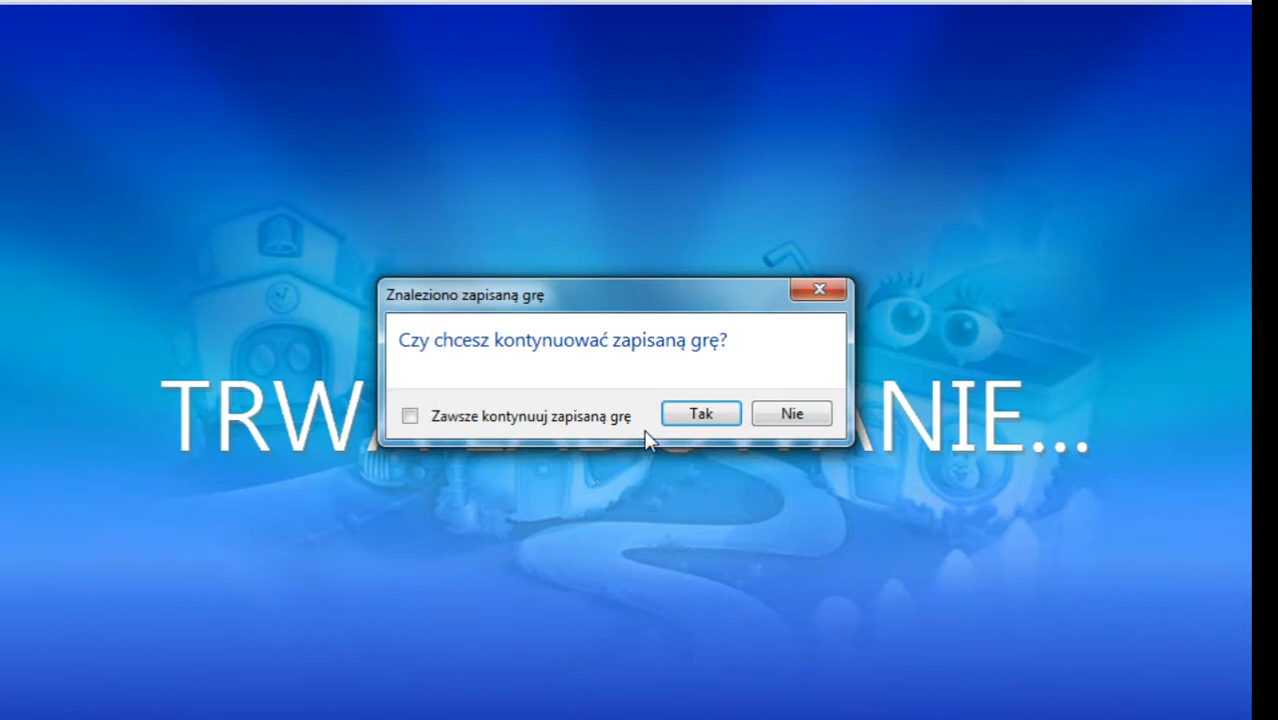 Znaleziono zapisaną grę
Czy chcesz kontynuować zapisaną grę?
Zawsze kontynuuj zapisaną grę
Tak
Nie